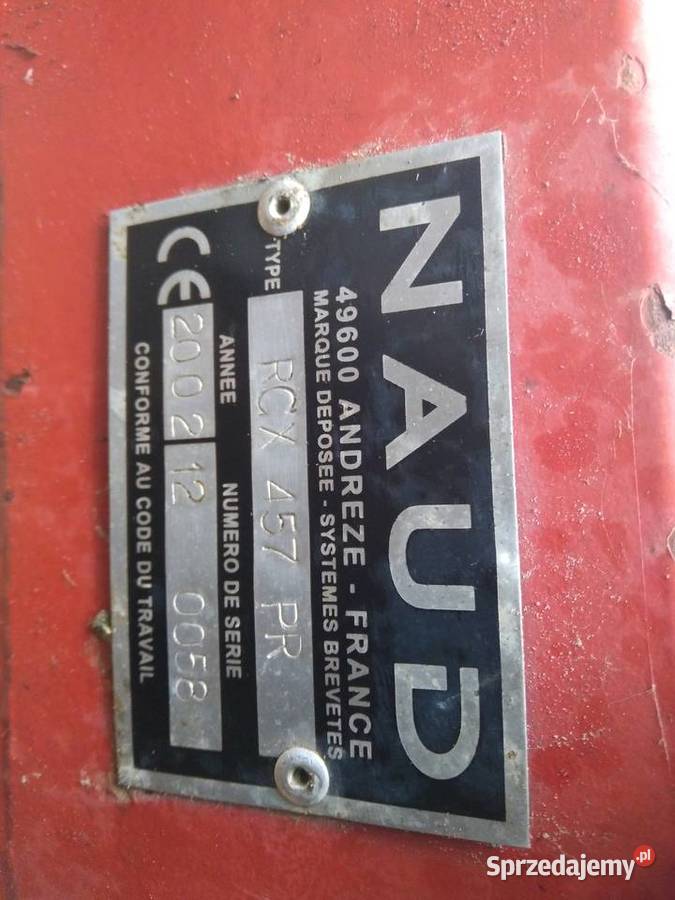 NAUD
49600 ANDREZE - FRANCE
MARQUE DEPOSEE - SYSTEMES BREVETES
TYPE RCX 457 PR
ANNEE NUMERO DE SERIE
CE 2002 12 0058
CONFORME AU CODE DU TRAVAIL
Sprzedajemy.pl